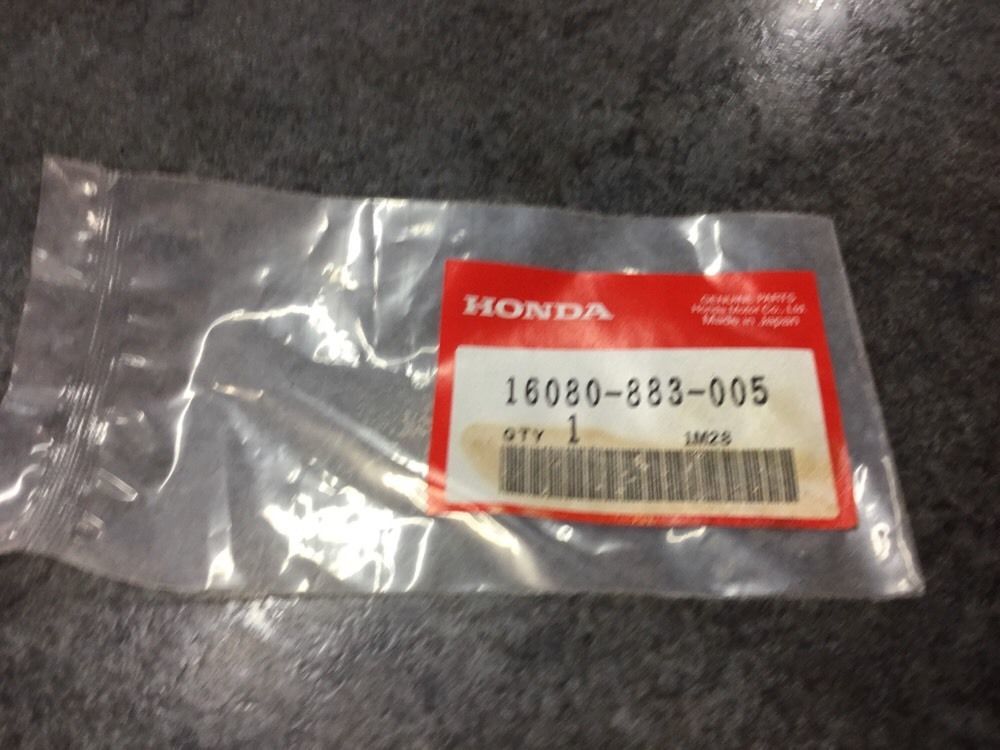 HONDA
GENUINE PARTS
Honda Motor Co., Ltd.
Made in Japan
16080-883-005
QTY 1 1M28